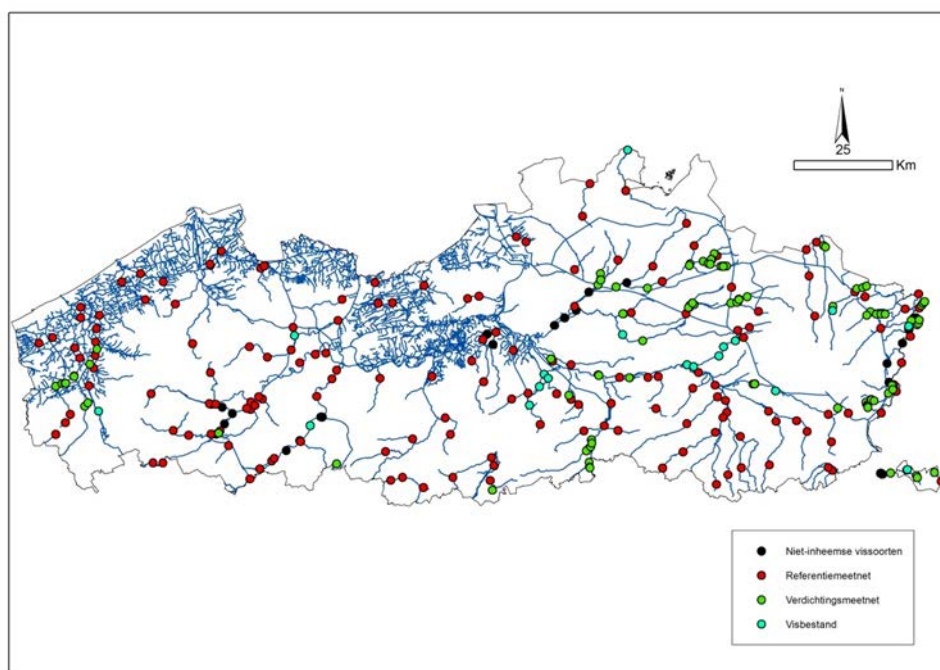 N
25
Km
Niet-inheemse vissoorten
Referentiemeetnet
Verdichtingsmeetnet
Visbestand